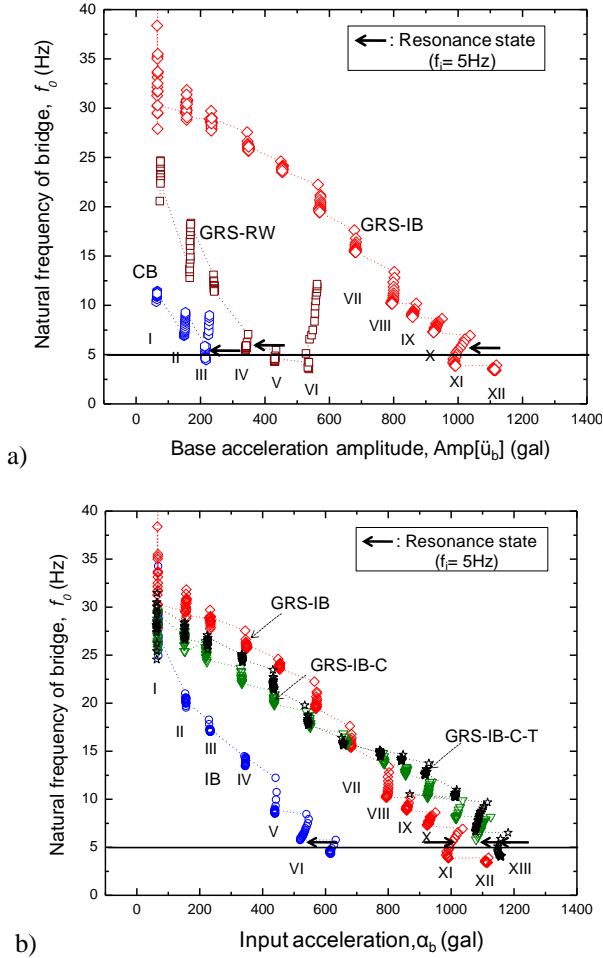 40
35
30
25
20
15
10
5
0
Natural frequency of bridge, f₀ (Hz)
: Resonance state
(fᵢ= 5Hz)
GRS-RW
GRS-IB
CB
I
II
III
IV
V
VI
VII
VIII
IX
X
XI
XII
0 200 400 600 800 1000 1200 1400
Base acceleration amplitude, Amp[ü_b] (gal)
a)
40
35
30
25
20
15
10
5
0
Natural frequency of bridge, f₀ (Hz)
: Resonance state
(fᵢ= 5Hz)
GRS-IB
GRS-IB-C
GRS-IB-C-T
I
II
III
IB
IV
V
VI
VII
VIII
IX
X
XI
XII
XIII
0 200 400 600 800 1000 1200 1400
Input acceleration,α_b (gal)
b)